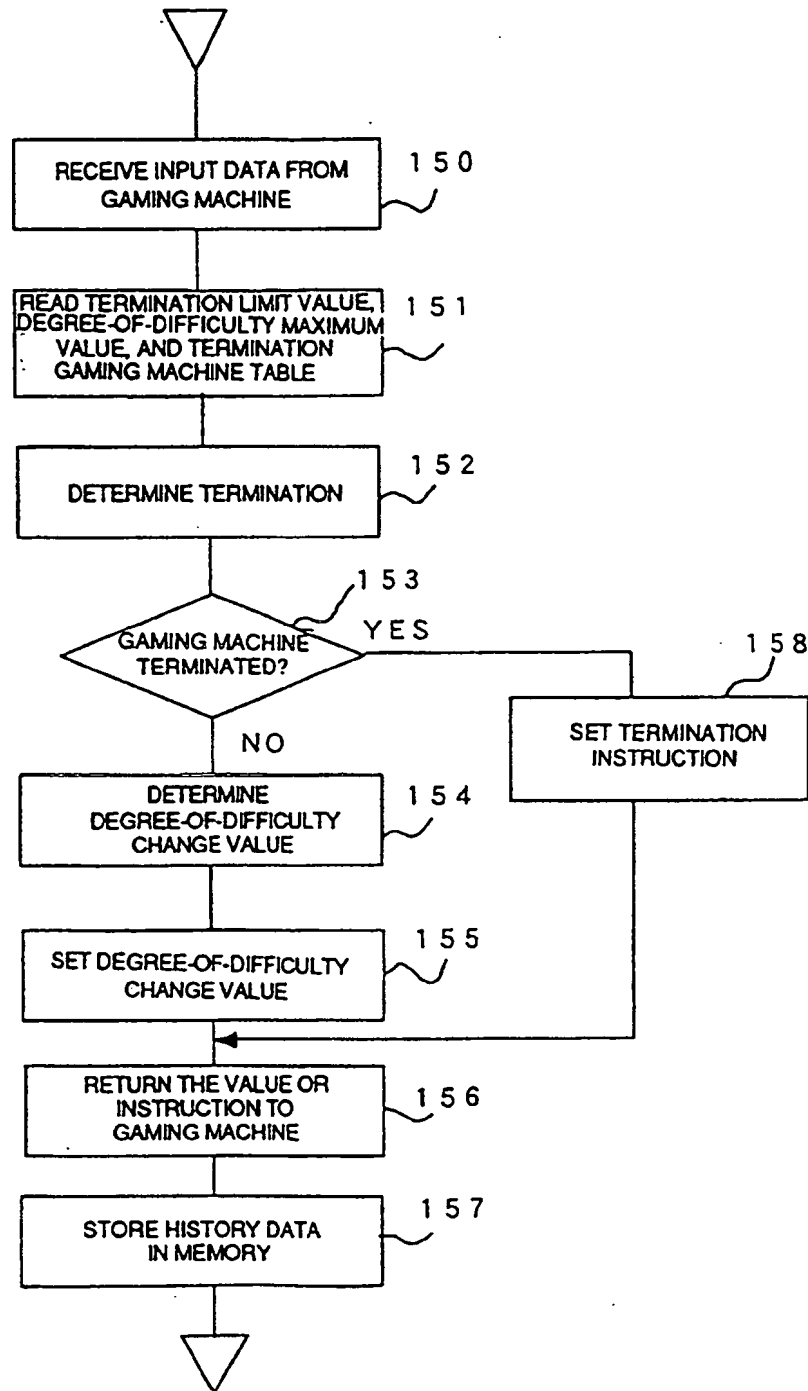 RECEIVE INPUT DATA FROM
GAMING MACHINE
150
READ TERMINATION LIMIT VALUE,
DEGREE-OF-DIFFICULTY MAXIMUM
VALUE, AND TERMINATION
GAMING MACHINE TABLE
151
DETERMINE TERMINATION
152
153
GAMING MACHINE
TERMINATED?
YES
158
SET TERMINATION
INSTRUCTION
NO
DETERMINE
DEGREE-OF-DIFFICULTY
CHANGE VALUE
154
SET DEGREE-OF-DIFFICULTY
CHANGE VALUE
155
RETURN THE VALUE OR
INSTRUCTION TO
GAMING MACHINE
156
STORE HISTORY DATA
IN MEMORY
157